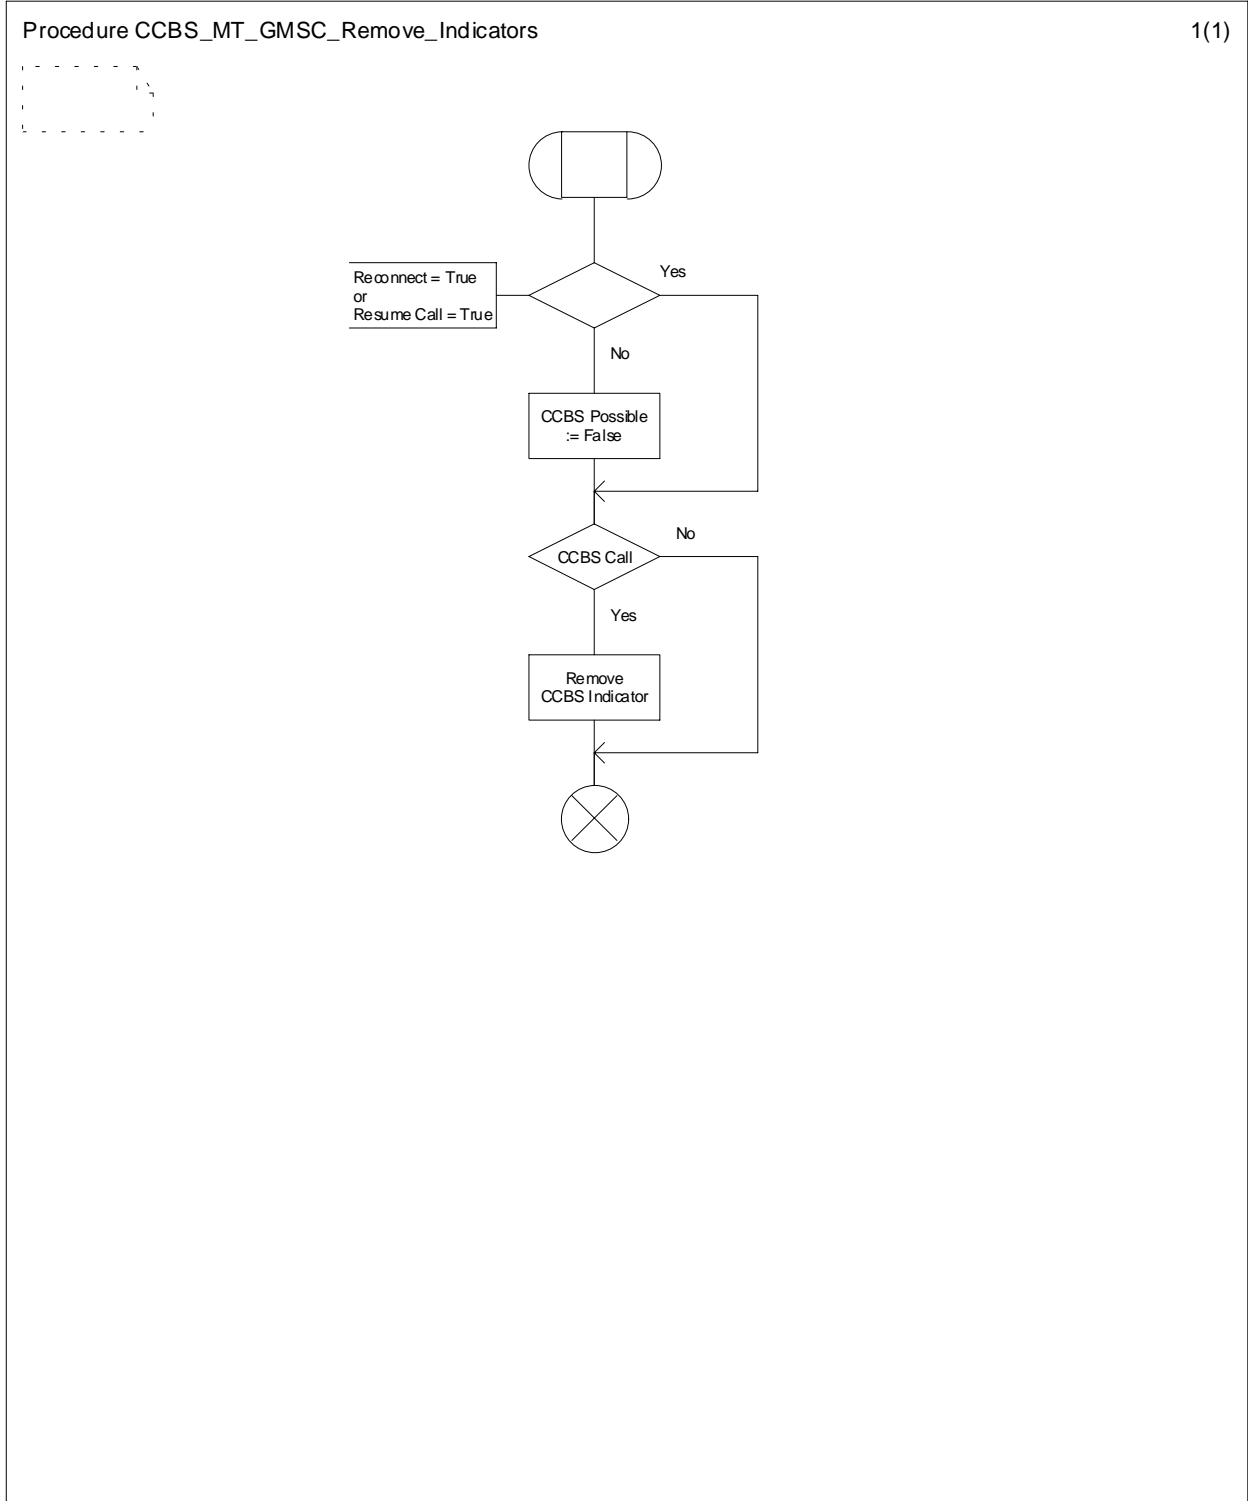 Procedure CCBS_MT_GMSC_Remove_Indicators
1(1)
Yes
Reconnect = True
or
Resume Call = True
No
CCBS Possible
:= False
No
CCBS Call
Yes
Remove
CCBS Indicator